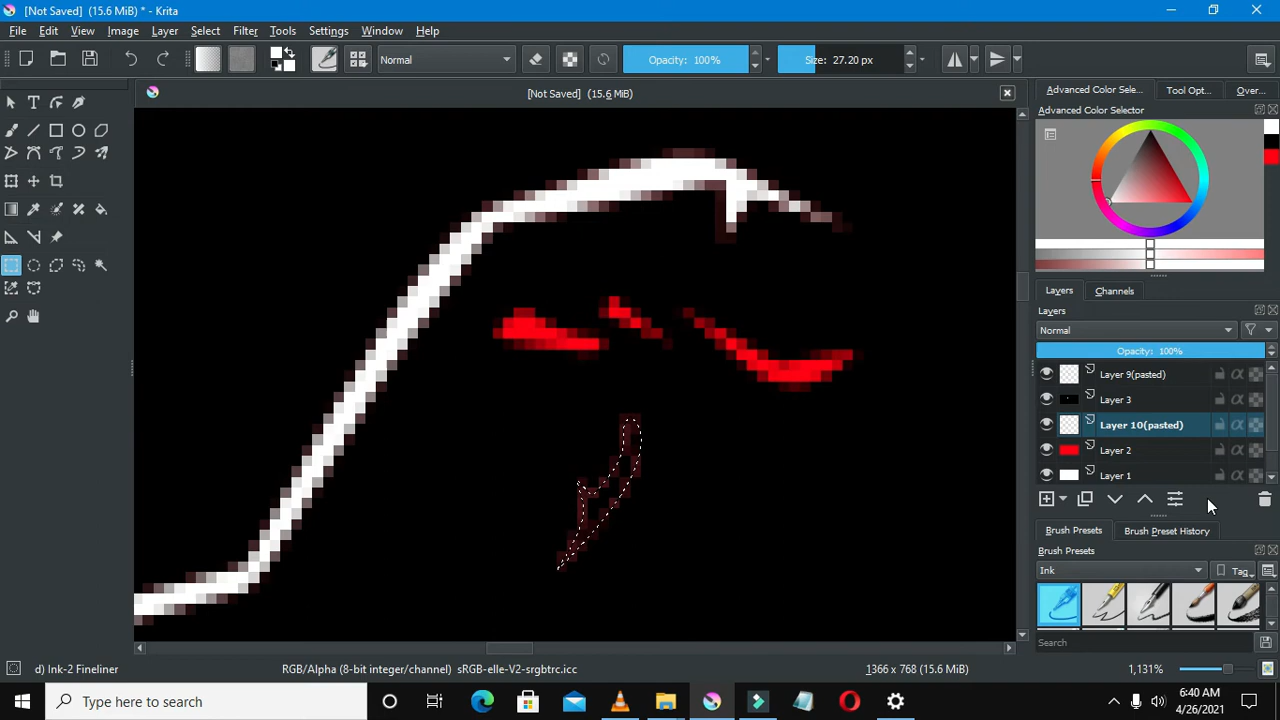 [Not Saved] (15.6 MiB) * - Krita
File Edit View Image Layer Select Filter Tools Settings Window Help
Normal Opacity: 100% Size: 27.20 px
[Not Saved] (15.6 MiB)
Advanced Color Sele... Tool Opt... Over...
Advanced Color Selector
Layers Channels
Layers
Normal
Opacity: 100%
Layer 9(pasted)
Layer 3
Layer 10(pasted)
Layer 2
Layer 1
Brush Presets Brush Preset History
Brush Presets
Ink Tag
Search
d) Ink-2 Fineliner RGB/Alpha (8-bit integer/channel) sRGB-elle-V2-srgbtrc.icc 1366 x 768 (15.6 MiB) 1,131%
Type here to search
6:40 AM
4/26/2021